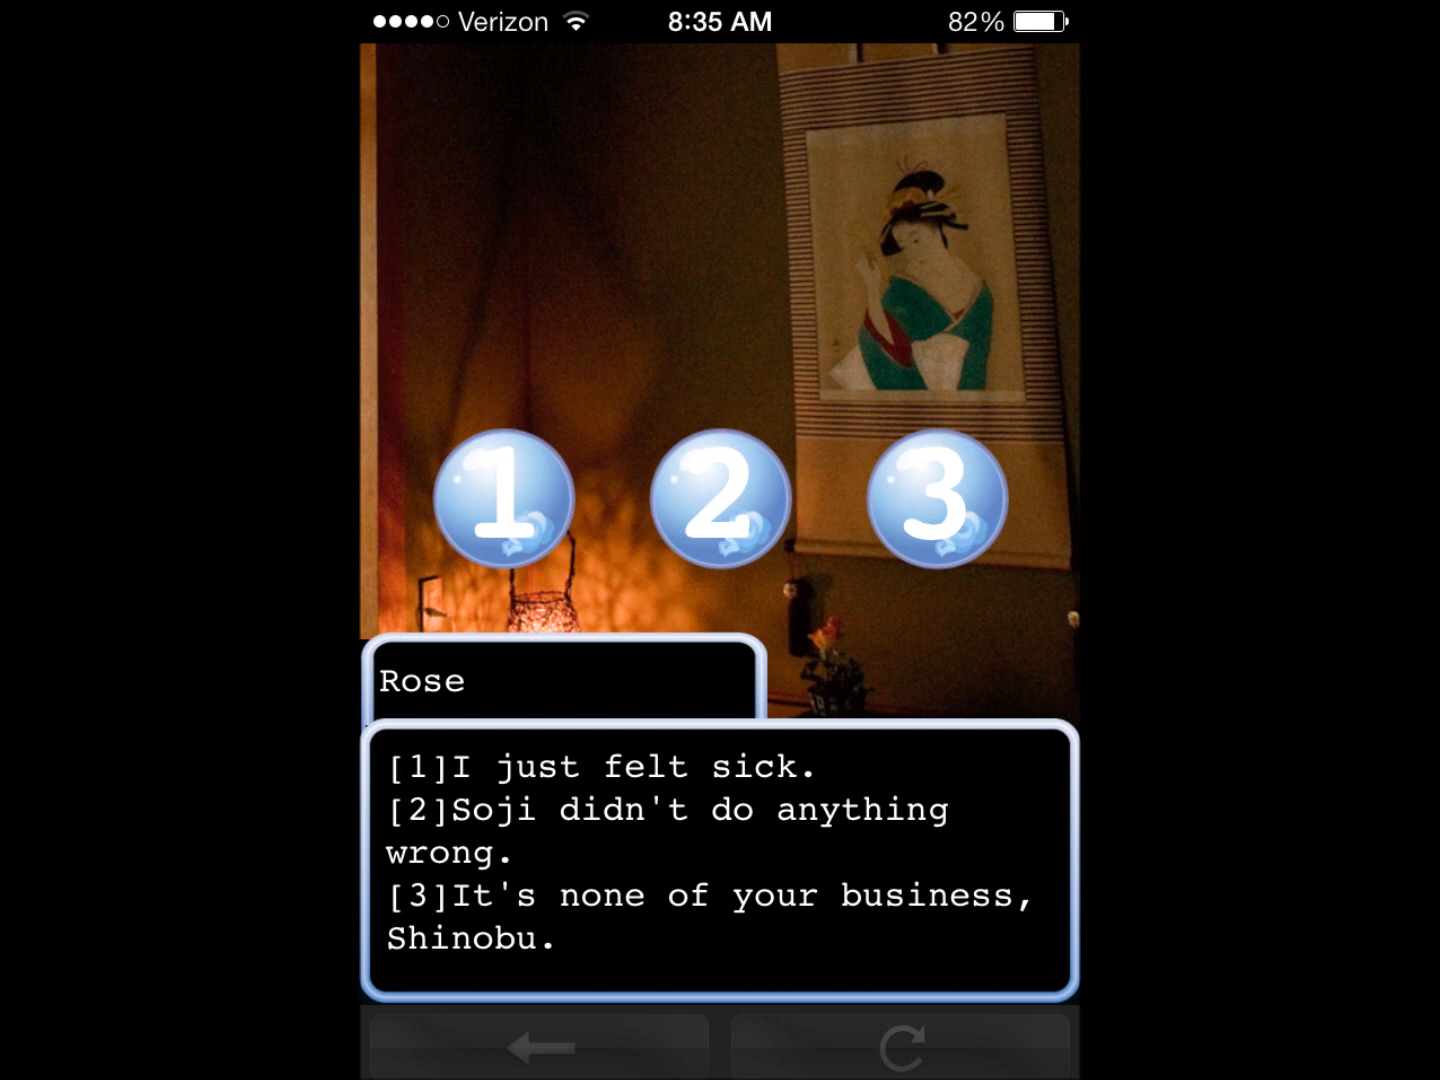 Verizon 8:35 AM 82%
1 2 3
Rose
[1]I just felt sick.
[2]Soji didn't do anything
wrong.
[3]It's none of your business,
Shinobu.